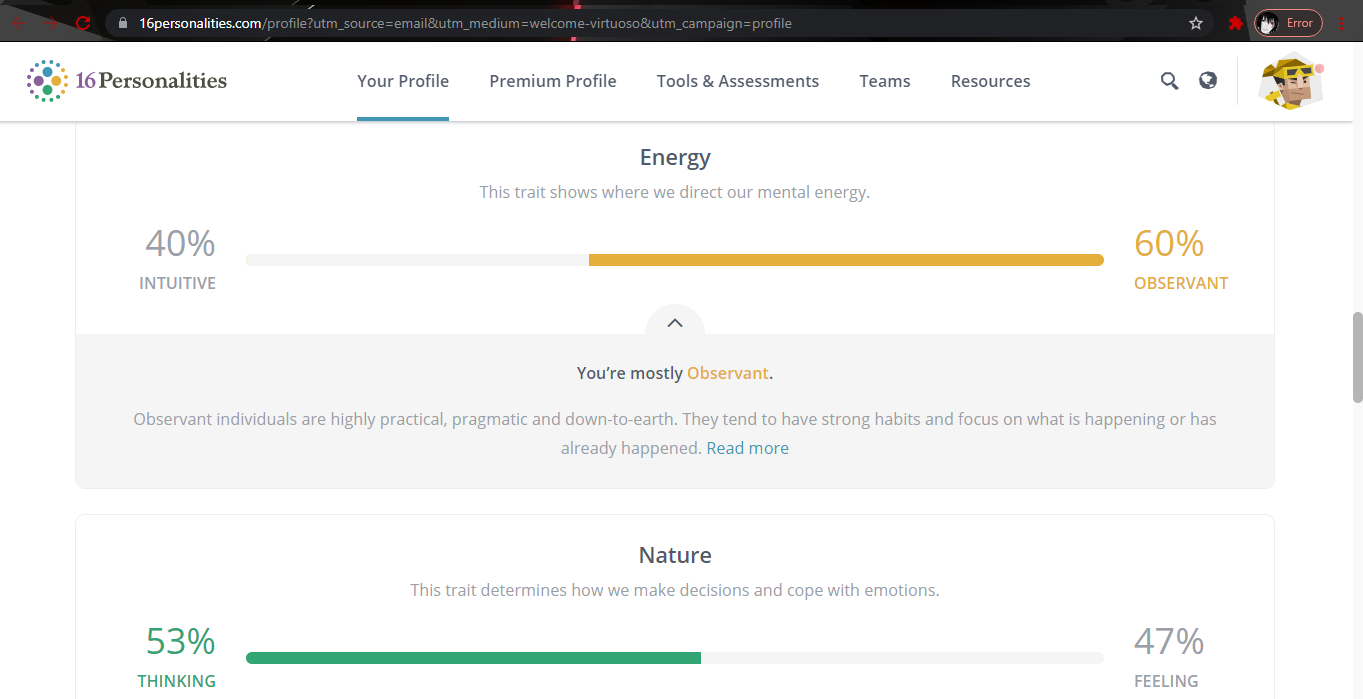 16personalities.com/profile?utm_source=email&utm_medium=welcome-virtuoso&utm_campaign=profile
Error
16Personalities
Your Profile
Premium Profile
Tools & Assessments
Teams
Resources
Energy
This trait shows where we direct our mental energy.
40%
INTUITIVE
60%
OBSERVANT
You’re mostly Observant.
Observant individuals are highly practical, pragmatic and down-to-earth. They tend to have strong habits and focus on what is happening or has
already happened. Read more
Nature
This trait determines how we make decisions and cope with emotions.
53%
THINKING
47%
FEELING